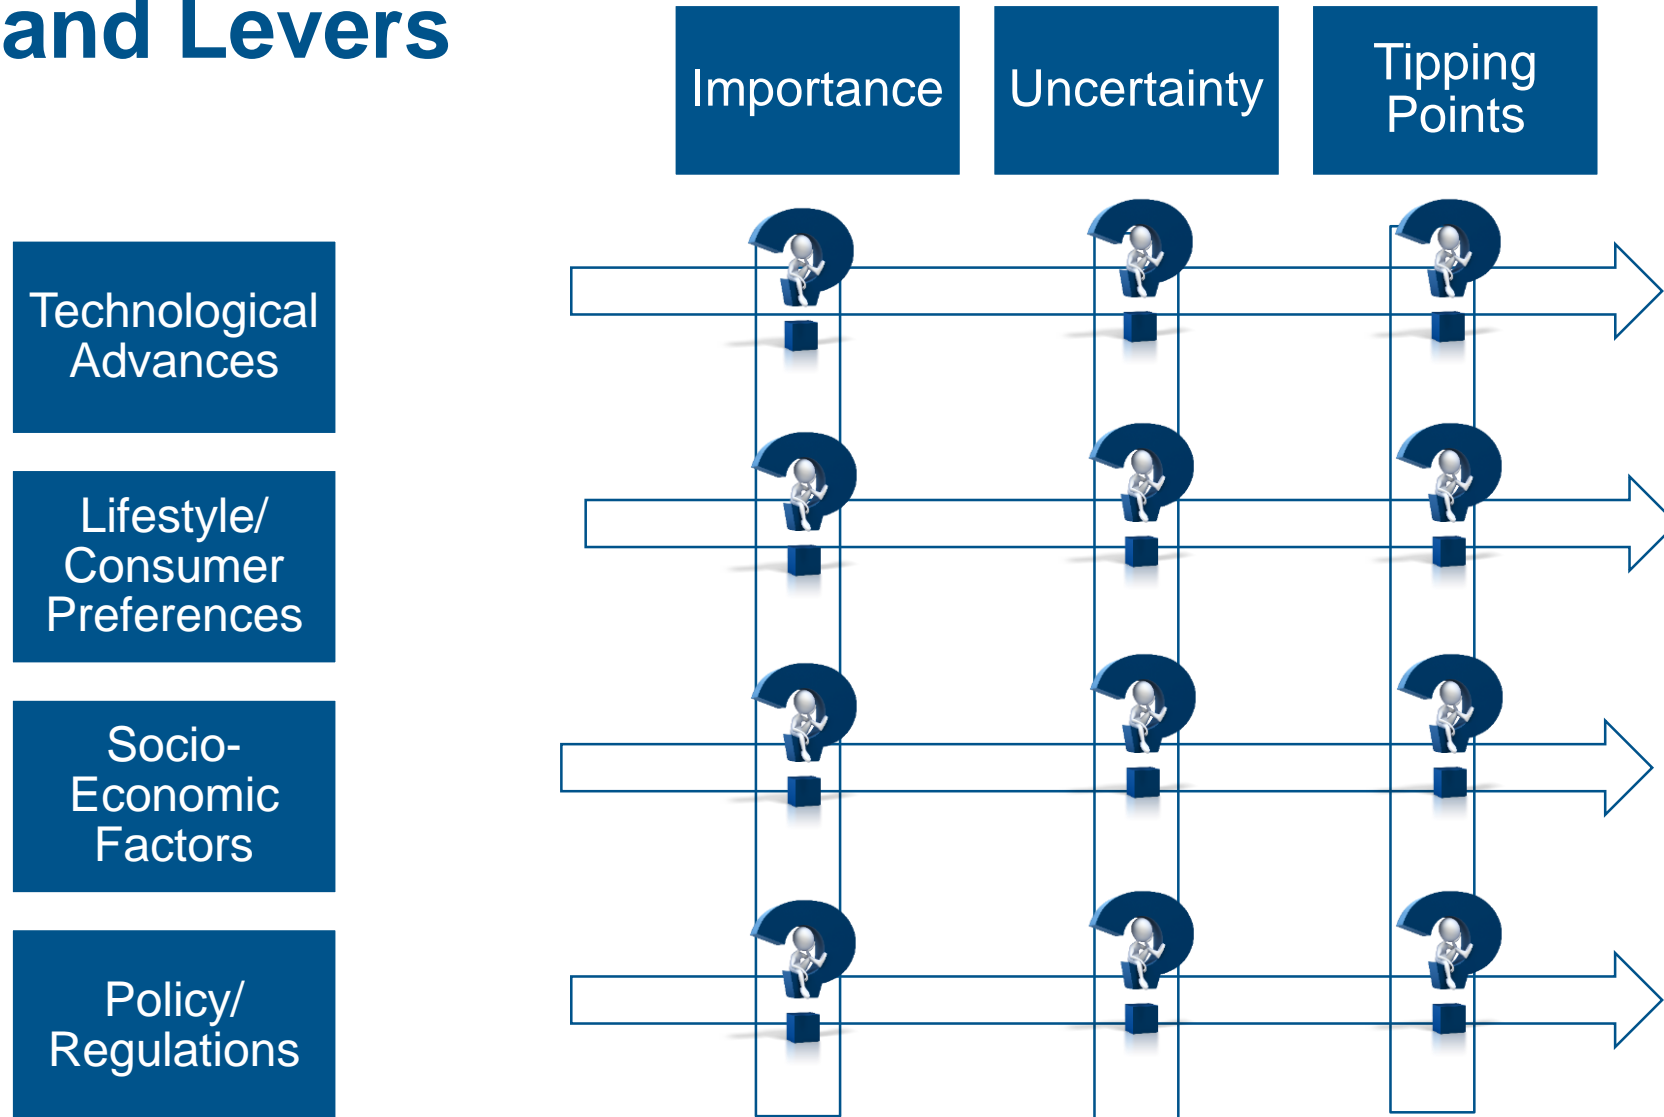 and Levers
Importance
Uncertainty
Tipping
Points
Technological
Advances
Lifestyle/
Consumer
Preferences
Socio-
Economic
Factors
Policy/
Regulations